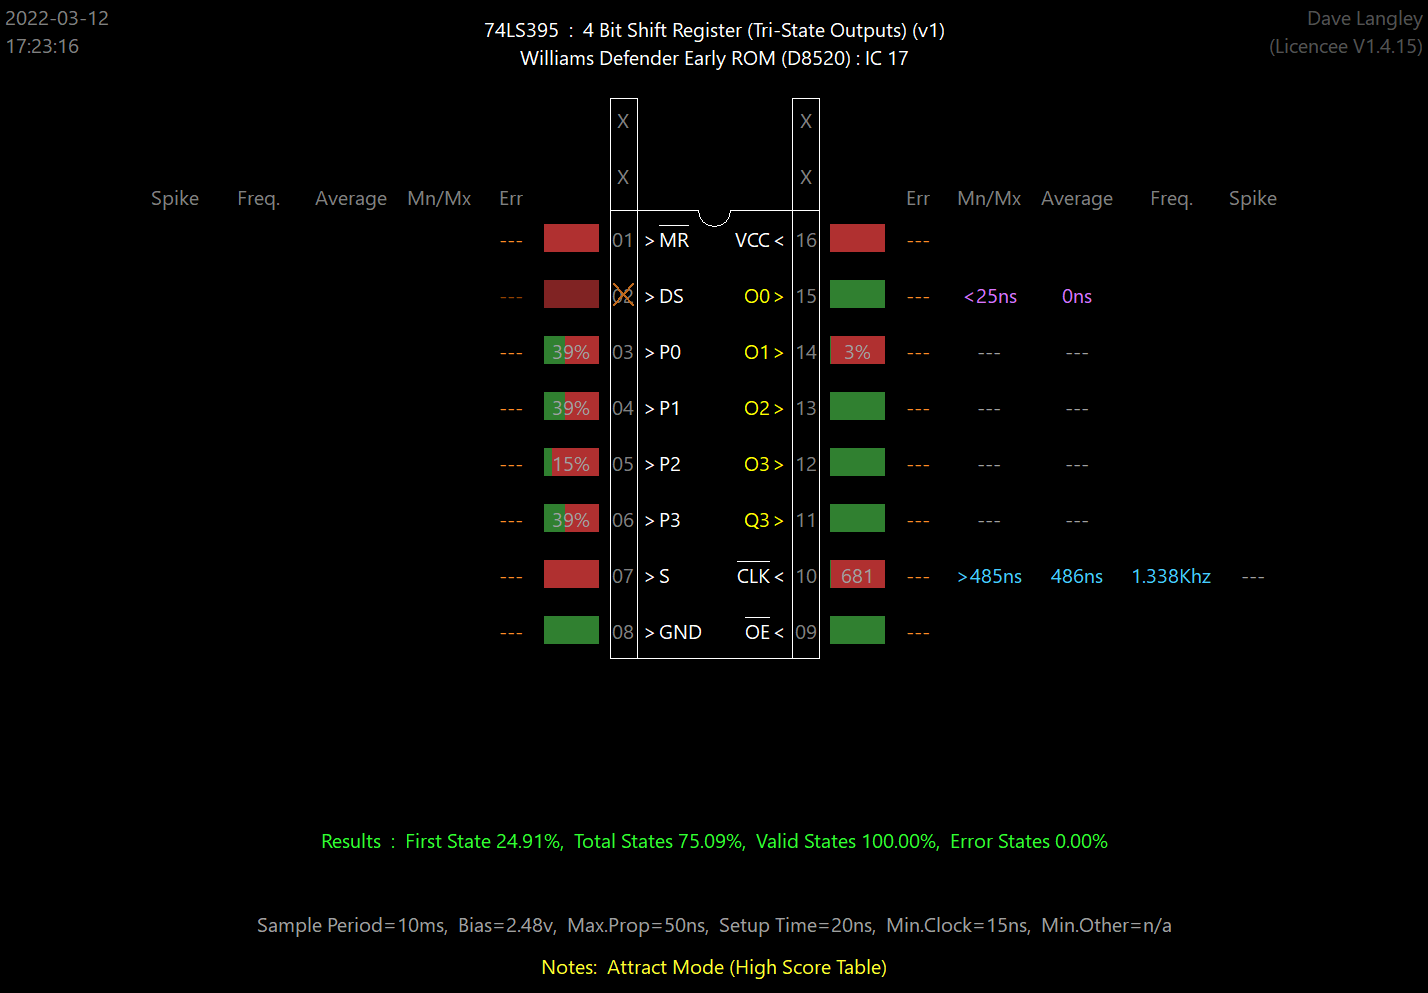 2022-03-12
17:23:16
74LS395 : 4 Bit Shift Register (Tri-State Outputs) (v1)
Williams Defender Early ROM (D8520) : IC 17
Dave Langley
(Licencee V1.4.15)
X X
X X
Spike Freq. Average Mn/Mx Err Err Mn/Mx Average Freq. Spike
--- 01 > MR VCC < 16 ---
--- 02 > DS O0 > 15 --- <25ns 0ns
--- 39% 03 > P0 O1 > 14 3% --- --- ---
--- 39% 04 > P1 O2 > 13 --- --- ---
--- 15% 05 > P2 O3 > 12 --- --- ---
--- 39% 06 > P3 Q3 > 11 --- --- ---
--- 07 > S CLK < 10 681 --- >485ns 486ns 1.338Khz ---
--- 08 > GND OE < 09 ---
Results : First State 24.91%, Total States 75.09%, Valid States 100.00%, Error States 0.00%
Sample Period=10ms, Bias=2.48v, Max.Prop=50ns, Setup Time=20ns, Min.Clock=15ns, Min.Other=n/a
Notes: Attract Mode (High Score Table)